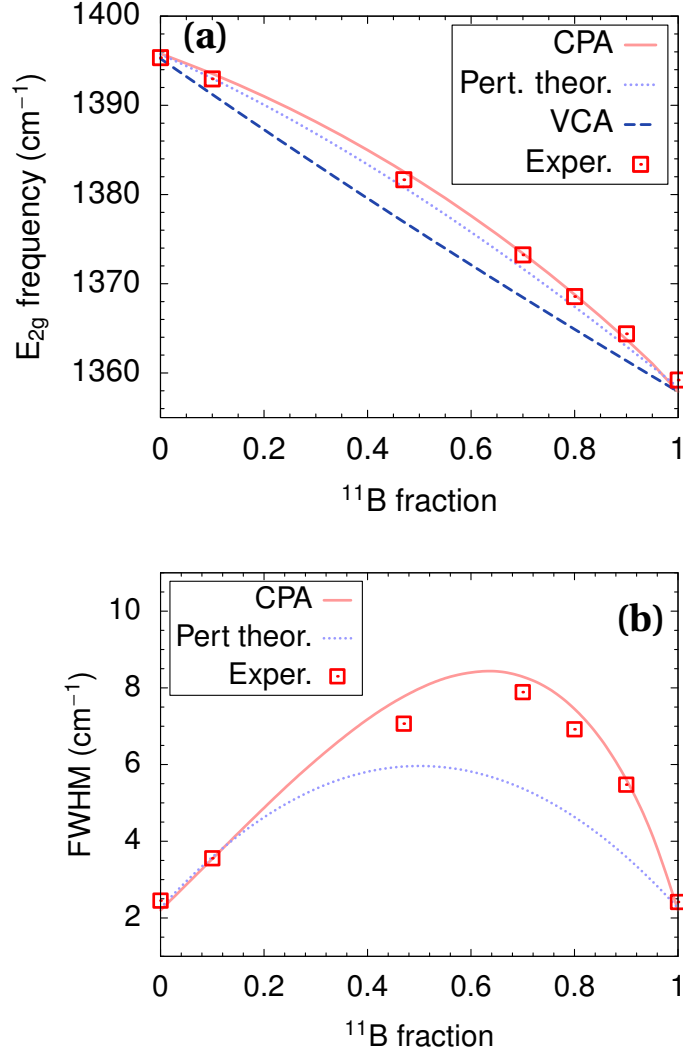 (a)
CPA
Pert. theor.
VCA
Exper.
E₂g frequency (cm⁻¹)
1400
1390
1380
1370
1360
0 0.2 0.4 0.6 0.8 1
¹¹B fraction
(b)
CPA
Pert theor.
Exper.
FWHM (cm⁻¹)
10
8
6
4
2
0 0.2 0.4 0.6 0.8 1
¹¹B fraction